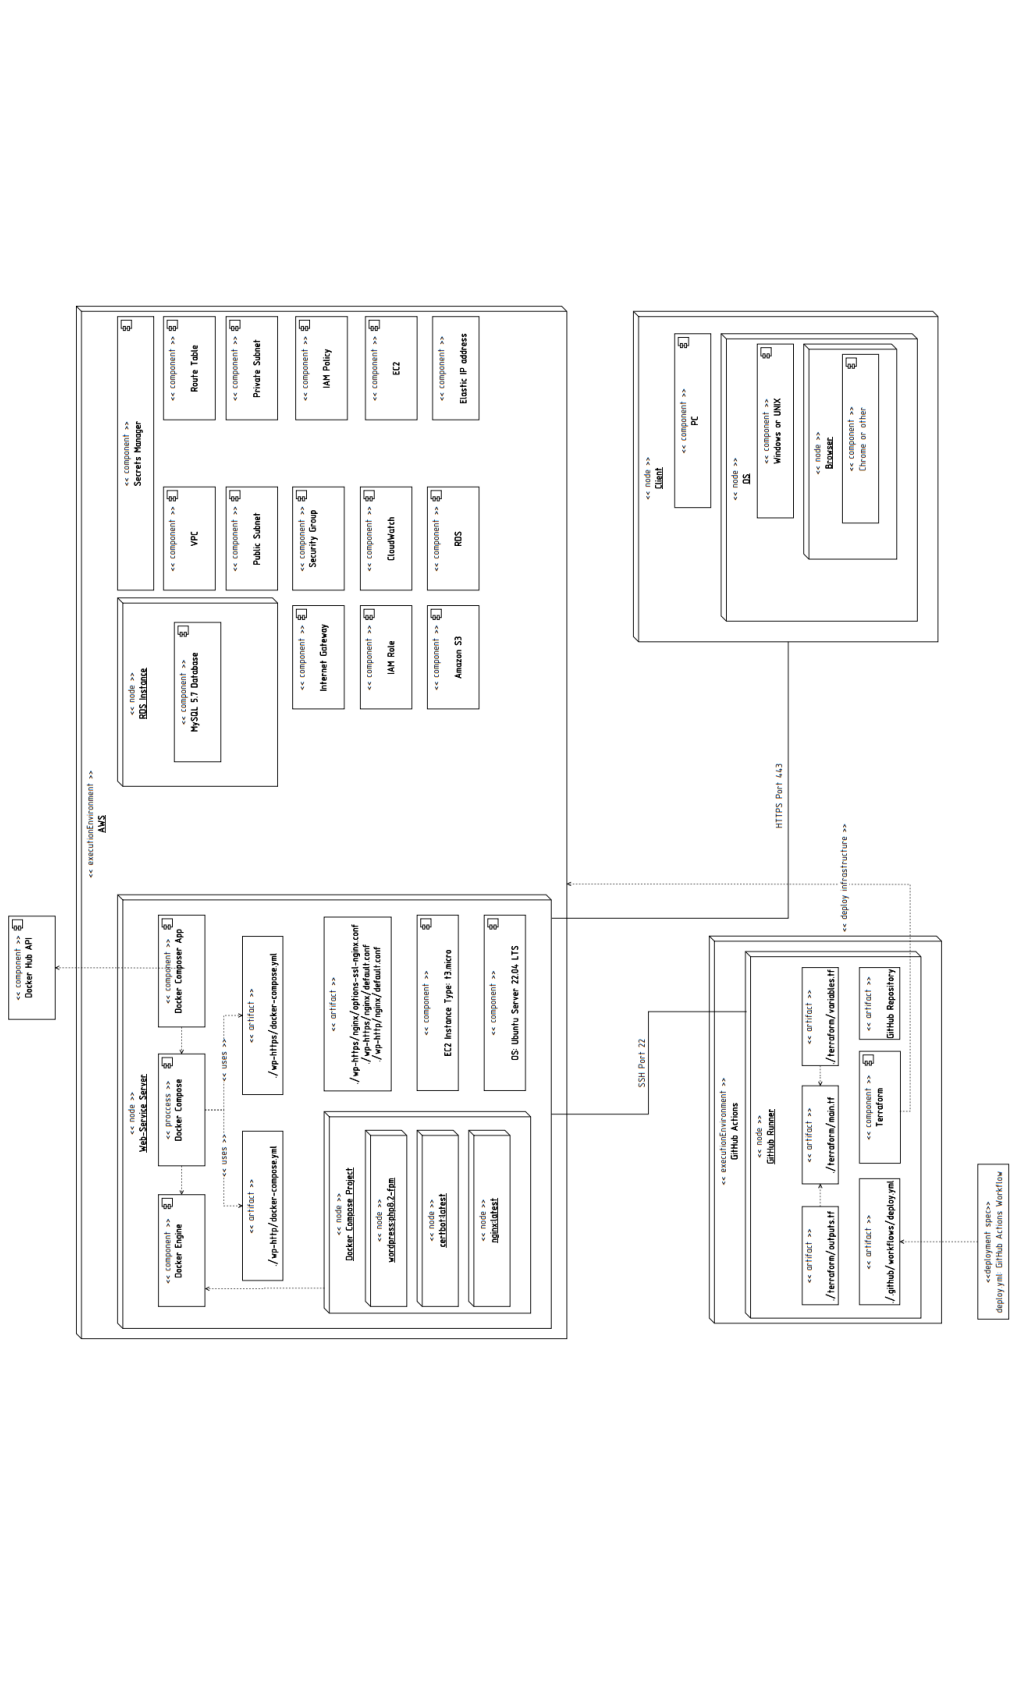 << component >>
Docker Hub API
<< executionEnvironment >>
AWS
<< node >>
Web-Service Server
<< component >>
Docker Engine
<< proccess >>
Docker Compose
<< component >>
Docker Composer App
<< uses >>
<< uses >>
<< artifact >>
./wp-http/docker-compose.yml
<< artifact >>
./wp-https/docker-compose.yml
<< node >>
Docker Compose Project
<< node >>
wordpress:php8.2-fpm
<< node >>
certbot:latest
<< node >>
nginx:latest
<< artifact >>
./wp-https/nginx/options-ssl-nginx.conf
./wp-https/nginx/default.conf
./wp-http/nginx/default.conf
<< component >>
EC2 Instance Type: t3.micro
<< component >>
OS: Ubuntu Server 22.04 LTS
<< node >>
RDS Instance
<< component >>
MySQL 5.7 Database
<< component >>
Secrets Manager
<< component >>
VPC
<< component >>
Route Table
<< component >>
Public Subnet
<< component >>
Private Subnet
<< component >>
Internet Gateway
<< component >>
Security Group
<< component >>
IAM Policy
<< component >>
IAM Role
<< component >>
CloudWatch
<< component >>
EC2
<< component >>
Amazon S3
<< component >>
RDS
<< component >>
Elastic IP address
SSH Port 22
HTTPS Port 443
<< deploy infrastructure >>
<< executionEnvironment >>
GitHub Actions
<< node >>
GitHub Runner
<< artifact >>
./terraform/outputs.tf
<< artifact >>
./terraform/main.tf
<< artifact >>
./terraform/variables.tf
<< artifact >>
./.github/workflows/deploy.yml
<< component >>
Terraform
<< artifact >>
GitHub Repository
<<deployment spec>>
deploy.yml: GitHub Actions Workflow
<< node >>
Client
<< component >>
PC
<< node >>
OS
<< component >>
Windows or UNIX
<< node >>
Browser
<< component >>
Chrome or other